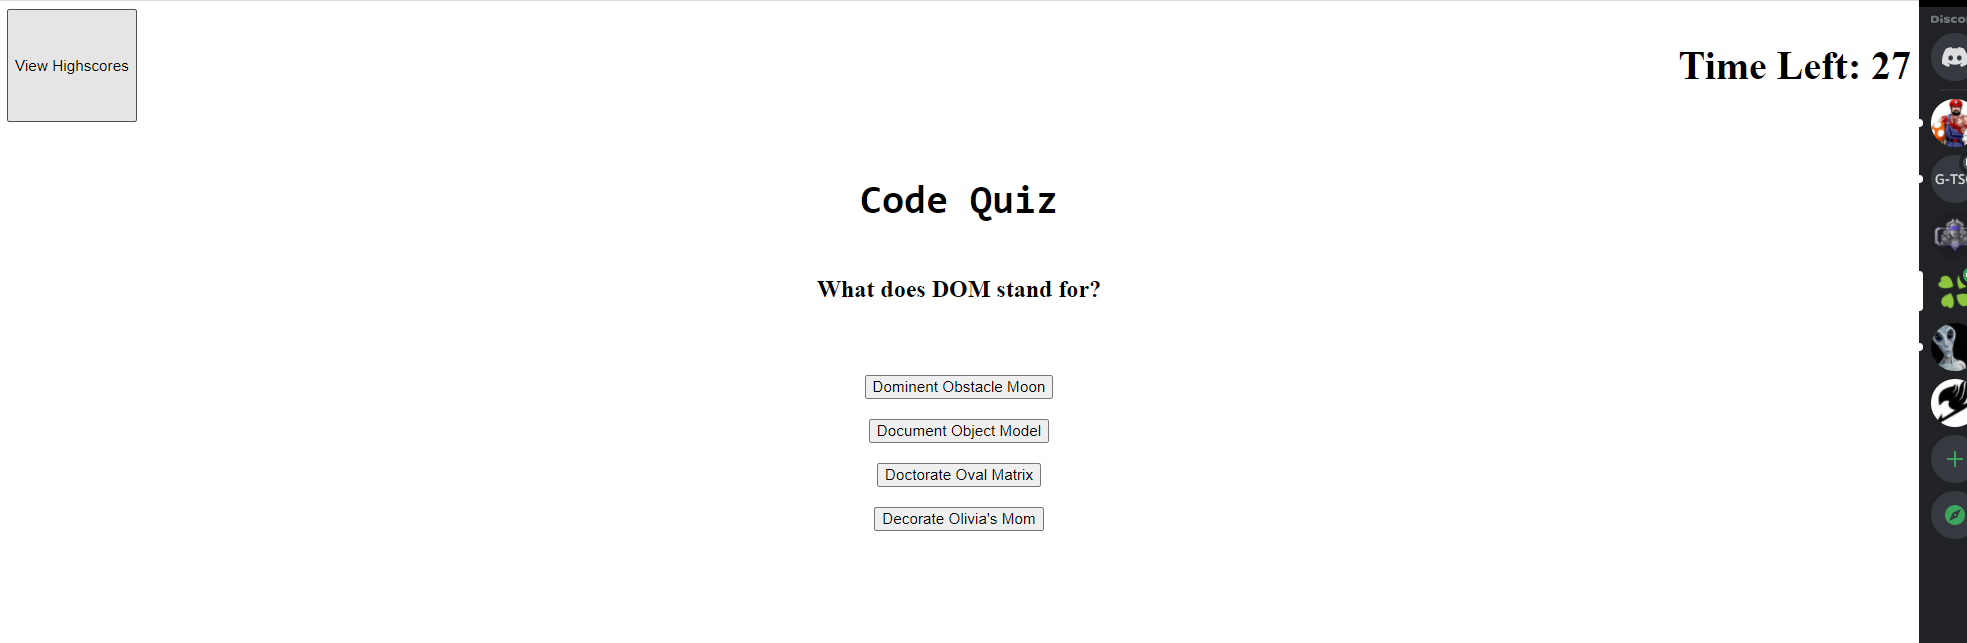 View Highscores
Time Left: 27
Code Quiz
What does DOM stand for?
Dominent Obstacle Moon
Document Object Model
Doctorate Oval Matrix
Decorate Olivia's Mom
Disco
G-TS